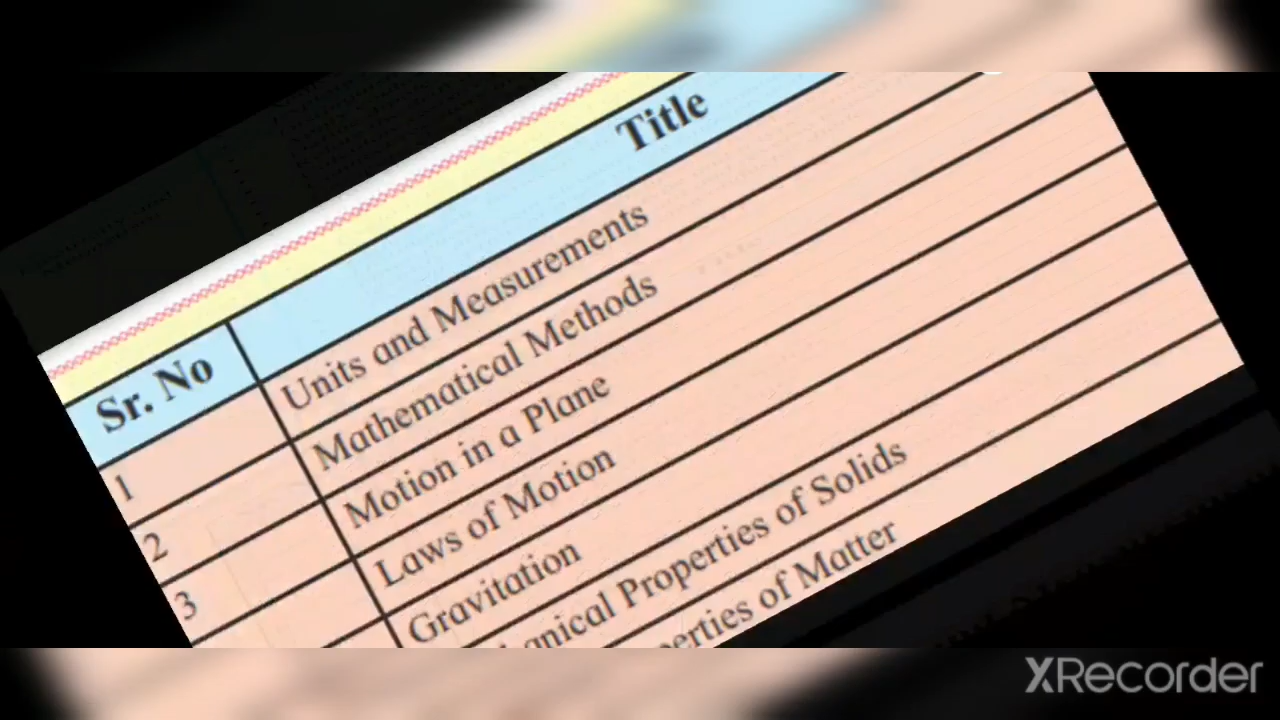 Sr. No Title
1 Units and Measurements
2 Mathematical Methods
3 Motion in a Plane
Laws of Motion
Gravitation
Properties of Solids
of Matter
XRecorder